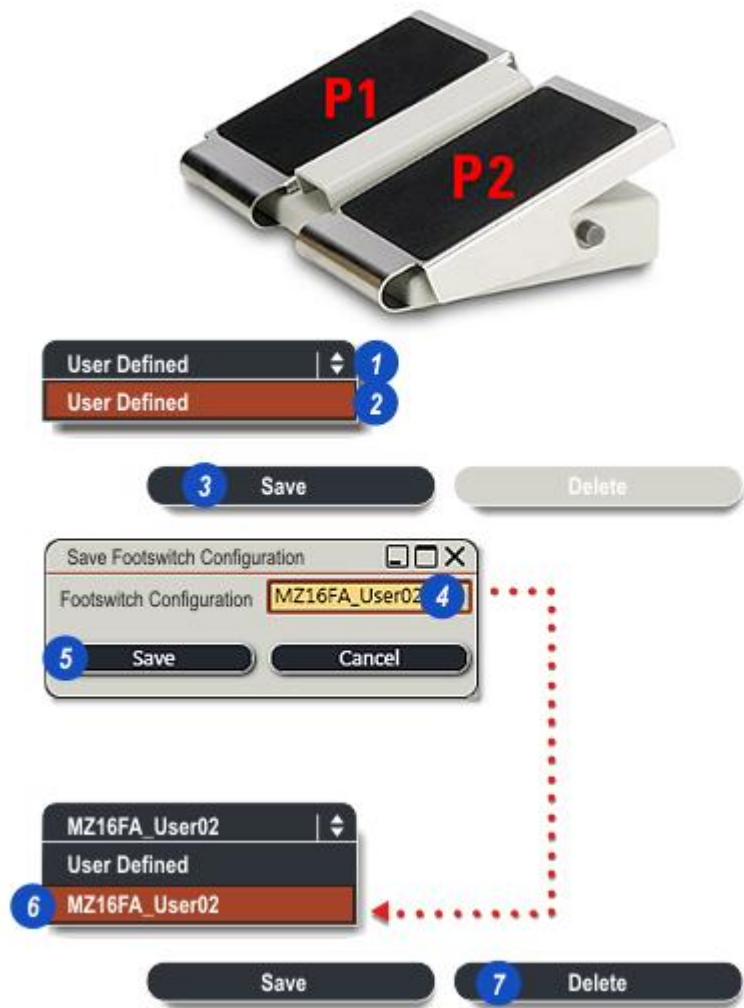 P1
P2
User Defined 1
User Defined 2
3 Save Delete
Save Footswitch Configuration
Footswitch Configuration MZ16FA_User02 4
5 Save Cancel
MZ16FA_User02
User Defined
6 MZ16FA_User02
Save 7 Delete